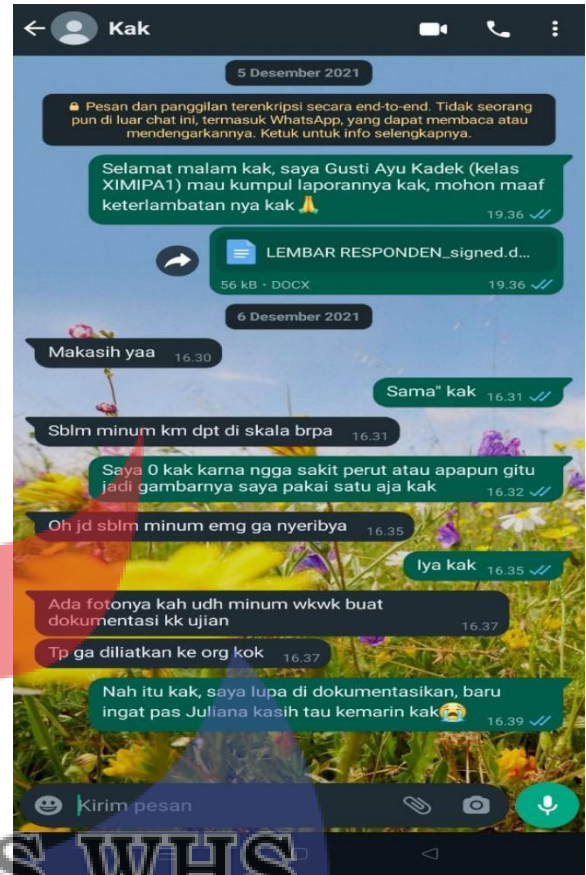 Kak
5 Desember 2021
Pesan dan panggilan terenkripsi secara end-to-end. Tidak seorang
pun di luar chat ini, termasuk WhatsApp, yang dapat membaca atau
mendengarkannya. Ketuk untuk info selengkapnya.
Selamat malam kak, saya Gusti Ayu Kadek (kelas
XIMIPA1) mau kumpul laporannya kak, mohon maaf
keterlambatan nya kak 🙏
19.36
LEMBAR RESPONDEN_signed.d...
56 kB • DOCX 19.36
6 Desember 2021
Makasih yaa 16.30
Sama" kak 16.31
Sblm minum km dpt di skala brpa 16.31
Saya 0 kak karna ngga sakit perut atau apapun gitu
jadi gambarnya saya pakai satu aja kak 16.32
Oh jd sblm minum emg ga nyeribya 16.35
Iya kak 16.35
Ada fotonya kah udh minum wkwk buat
dokumentasi kk ujian 16.37
Tp ga diliatkan ke org kok 16.37
Nah itu kak, saya lupa di dokumentasikan, baru
ingat pas Juliana kasih tau kemarin kak😭 16.39
Kirim pesan
S WHS